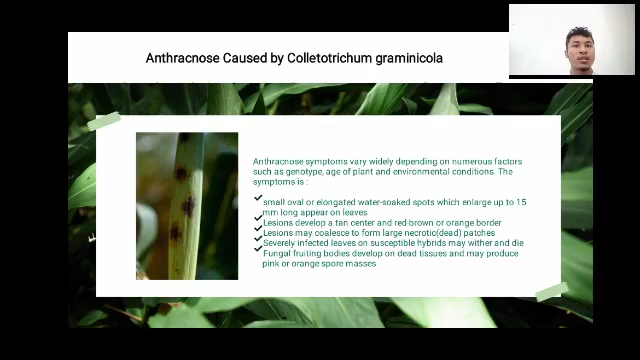 Anthracnose Caused by Colletotrichum graminicola
Anthracnose symptoms vary widely depending on numerous factors
such as genotype, age of plant and environmental conditions. The
symptoms is :
small oval or elongated water-soaked spots which enlarge up to 15
mm long appear on leaves
Lesions develop a tan center and red-brown or orange border
Lesions may coalesce to form large necrotic(dead) patches
Severely infected leaves on susceptible hybrids may wither and die
Fungal fruiting bodies develop on dead tissues and may produce
pink or orange spore masses